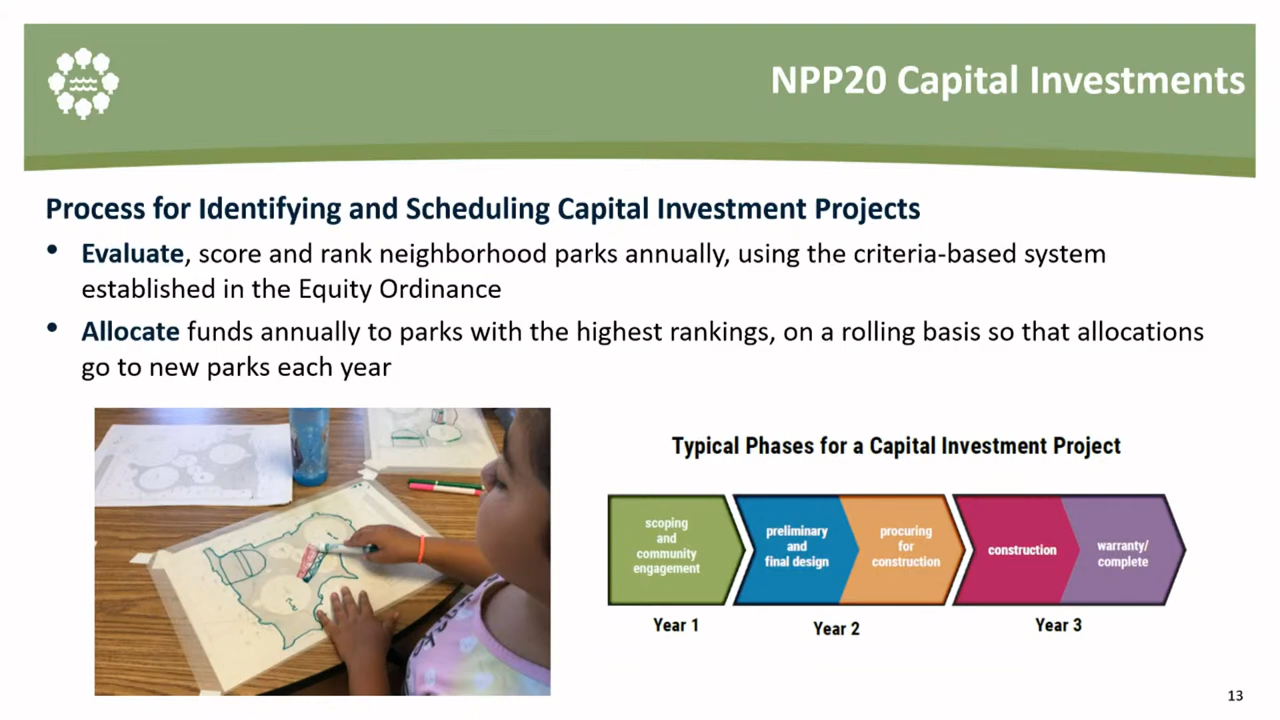 NPP20 Capital Investments
Process for Identifying and Scheduling Capital Investment Projects
• Evaluate, score and rank neighborhood parks annually, using the criteria-based system
established in the Equity Ordinance
• Allocate funds annually to parks with the highest rankings, on a rolling basis so that allocations
go to new parks each year
Typical Phases for a Capital Investment Project
scoping
and
community
engagement
preliminary
and
final design
procuring
for
construction
construction
warranty/
complete
Year 1
Year 2
Year 3
13